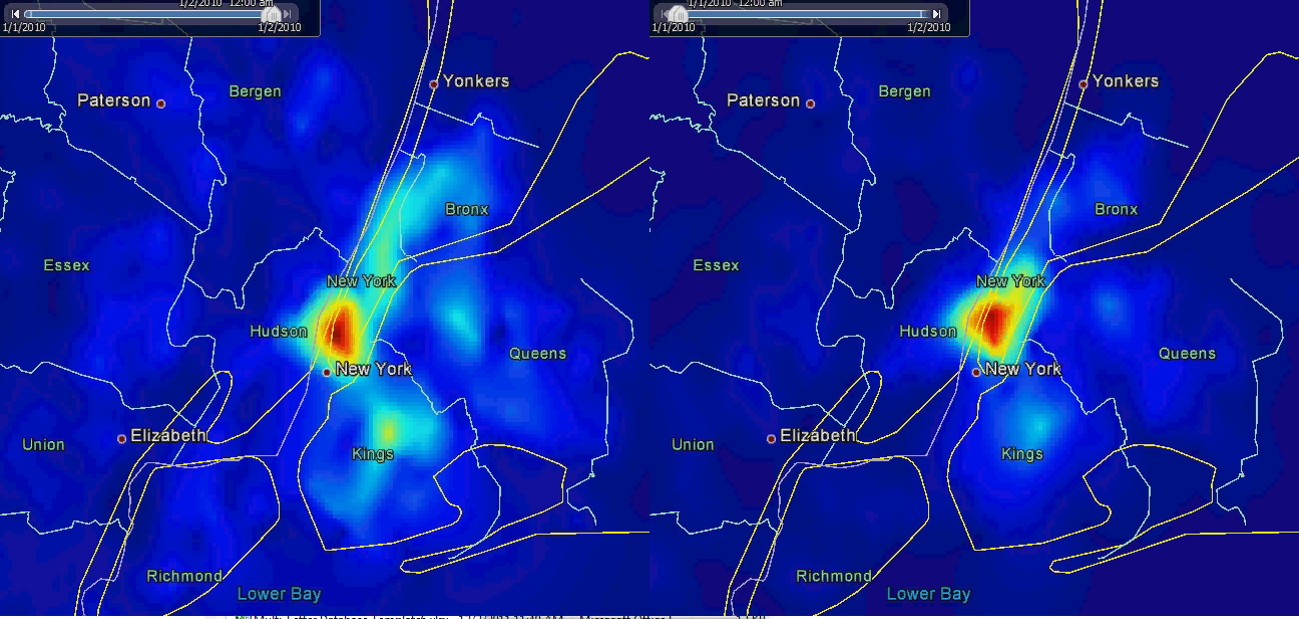 1/2/2010 12:00 am
1/1/2010
1/2/2010
Yonkers
Bergen
Paterson
Bronx
Essex
New York
Hudson
Queens
New York
Elizabeth
Union
Kings
Richmond
Lower Bay
1/1/2010 12:00 am
1/1/2010
1/2/2010
Yonkers
Bergen
Paterson
Bronx
Essex
New York
Hudson
Queens
New York
Elizabeth
Union
Kings
Richmond
Lower Bay